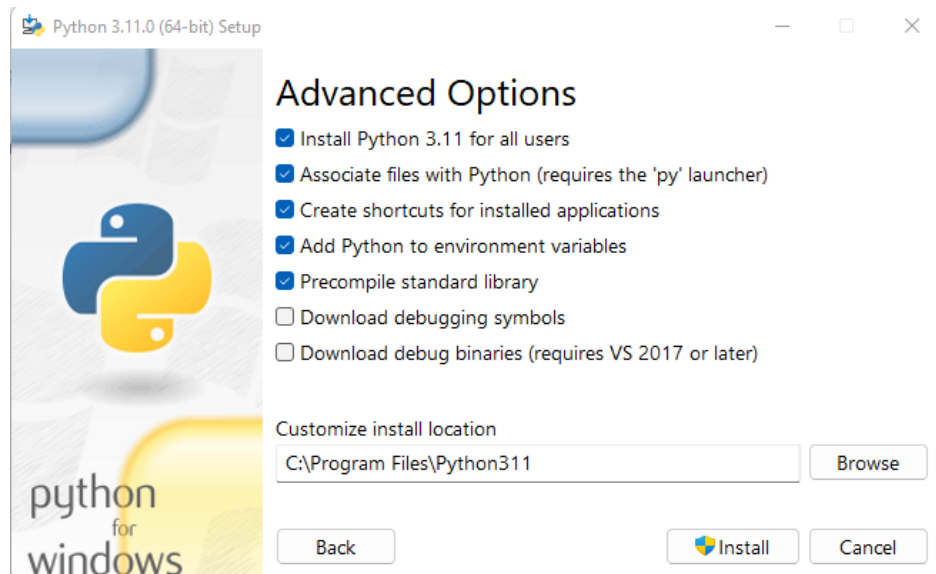 Python 3.11.0 (64-bit) Setup
Advanced Options
Install Python 3.11 for all users
Associate files with Python (requires the 'py' launcher)
Create shortcuts for installed applications
Add Python to environment variables
Precompile standard library
Download debugging symbols
Download debug binaries (requires VS 2017 or later)
Customize install location
C:\Program Files\Python311
Browse
python
for
windows
Back
Install
Cancel